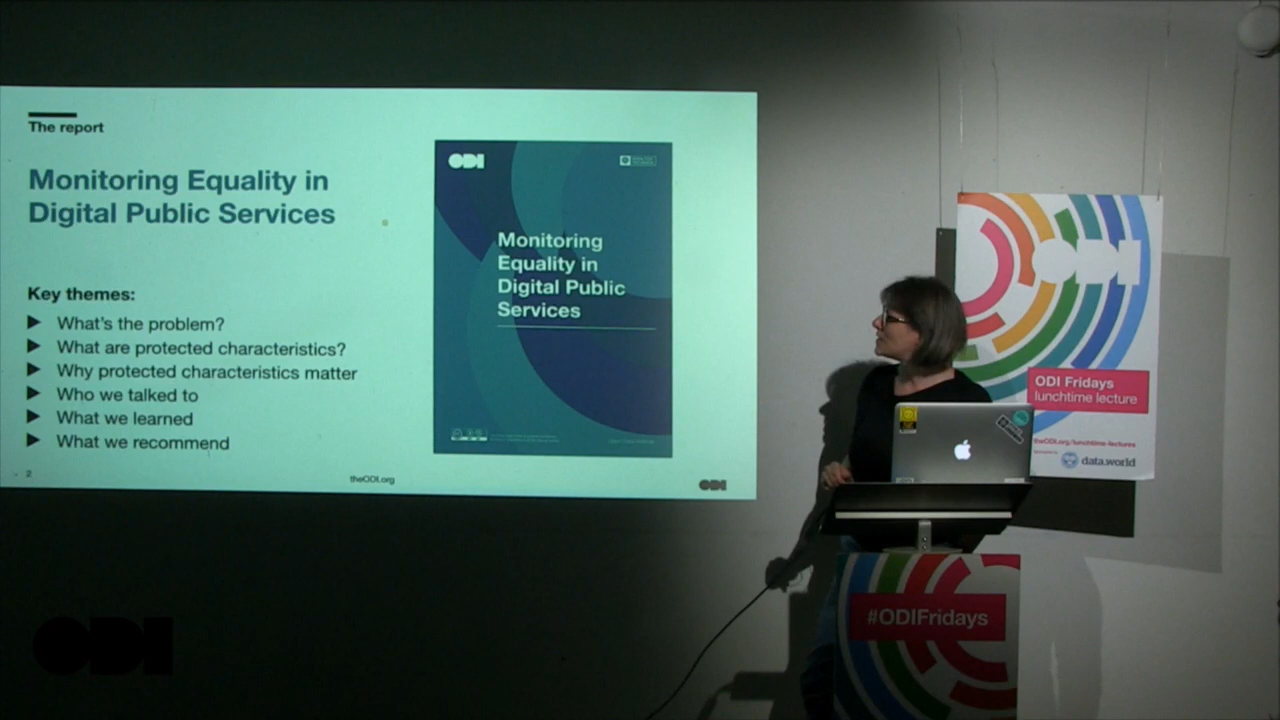 The report
Monitoring Equality in
Digital Public Services
Key themes:
What's the problem?
What are protected characteristics?
Why protected characteristics matter
Who we talked to
What we learned
What we recommend
2
theODI.org
ODI
ODI
Monitoring
Equality in
Digital Public
Services
ODI
ODI Fridays
lunchtime lecture
theODI.org/lunchtime-lectures
data.world
#ODIFridays
ODI